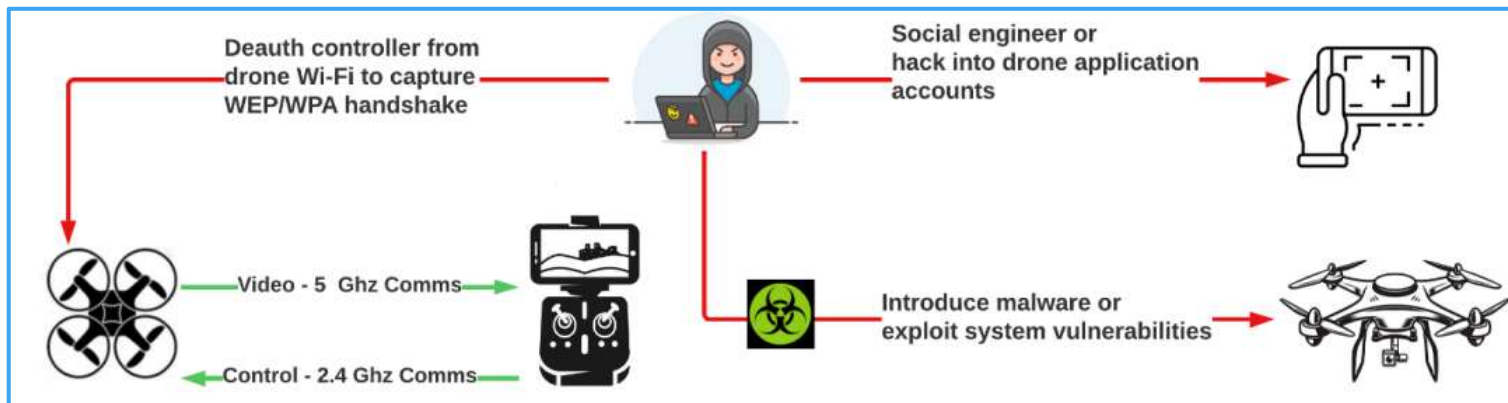 Deauth controller from
drone Wi-Fi to capture
WEP/WPA handshake
Social engineer or
hack into drone application
accounts
Video - 5 Ghz Comms
Control - 2.4 Ghz Comms
Introduce malware or
exploit system vulnerabilities